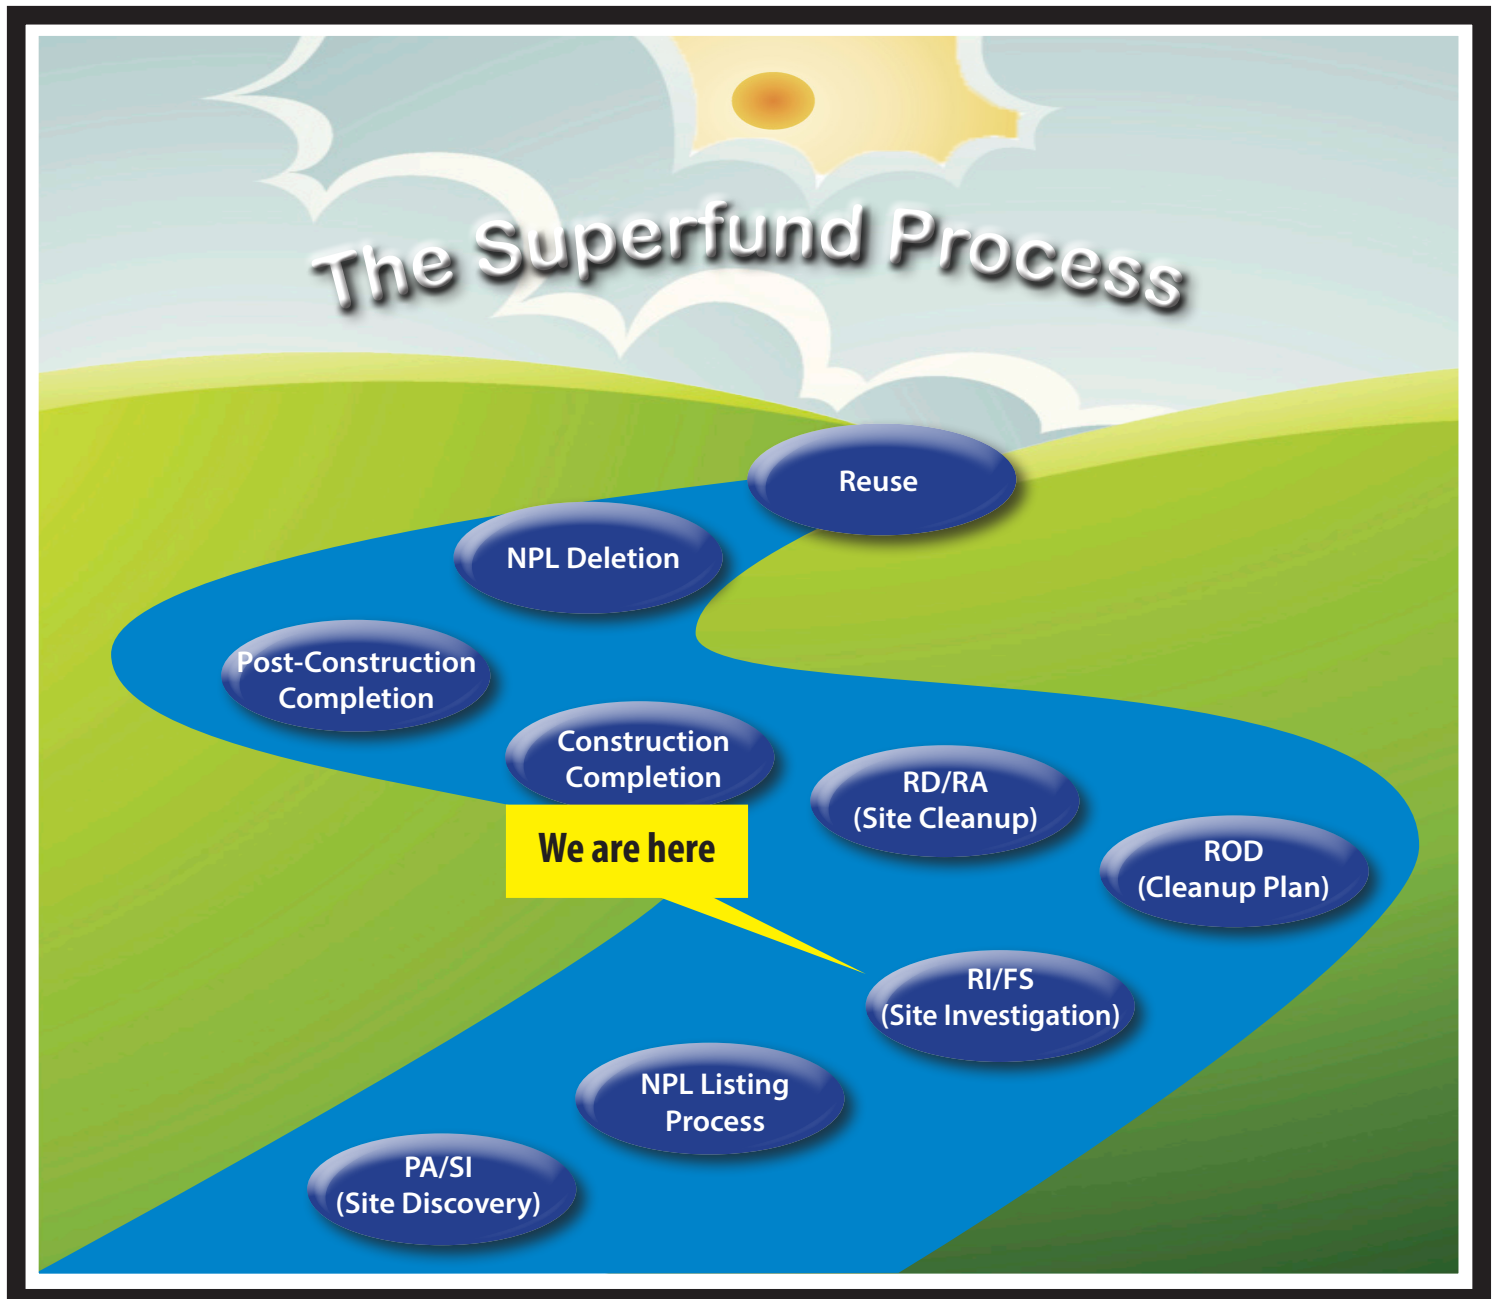 The Superfund Process
Reuse
NPL Deletion
Post-Construction
Completion
Construction
Completion
RD/RA
(Site Cleanup)
ROD
(Cleanup Plan)
We are here
RI/FS
(Site Investigation)
NPL Listing
Process
PA/SI
(Site Discovery)